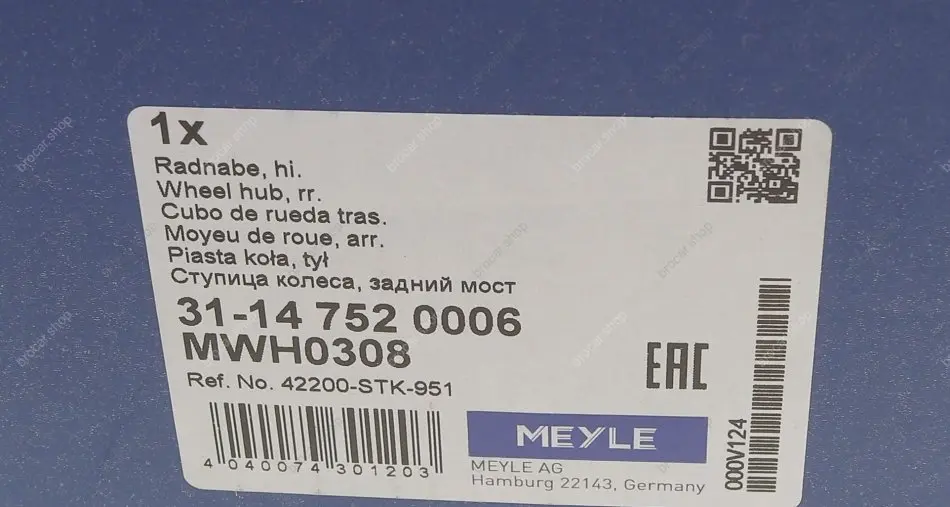 1x
Radnabe, hi.
Wheel hub, rr.
Cubo de rueda tras.
Moyeu de roue, arr.
Piasta koła, tył
Ступица колеса, задний мост
31-14 752 0006
MWH0308
Ref. No. 42200-STK-951
EAC
4 040074 301203
MEYLE
MEYLE AG
Hamburg 22143, Germany
000V124
brocar.shop